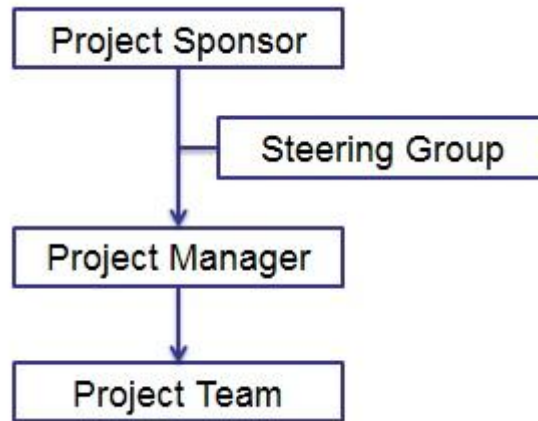 Project Sponsor
Steering Group
Project Manager
Project Team